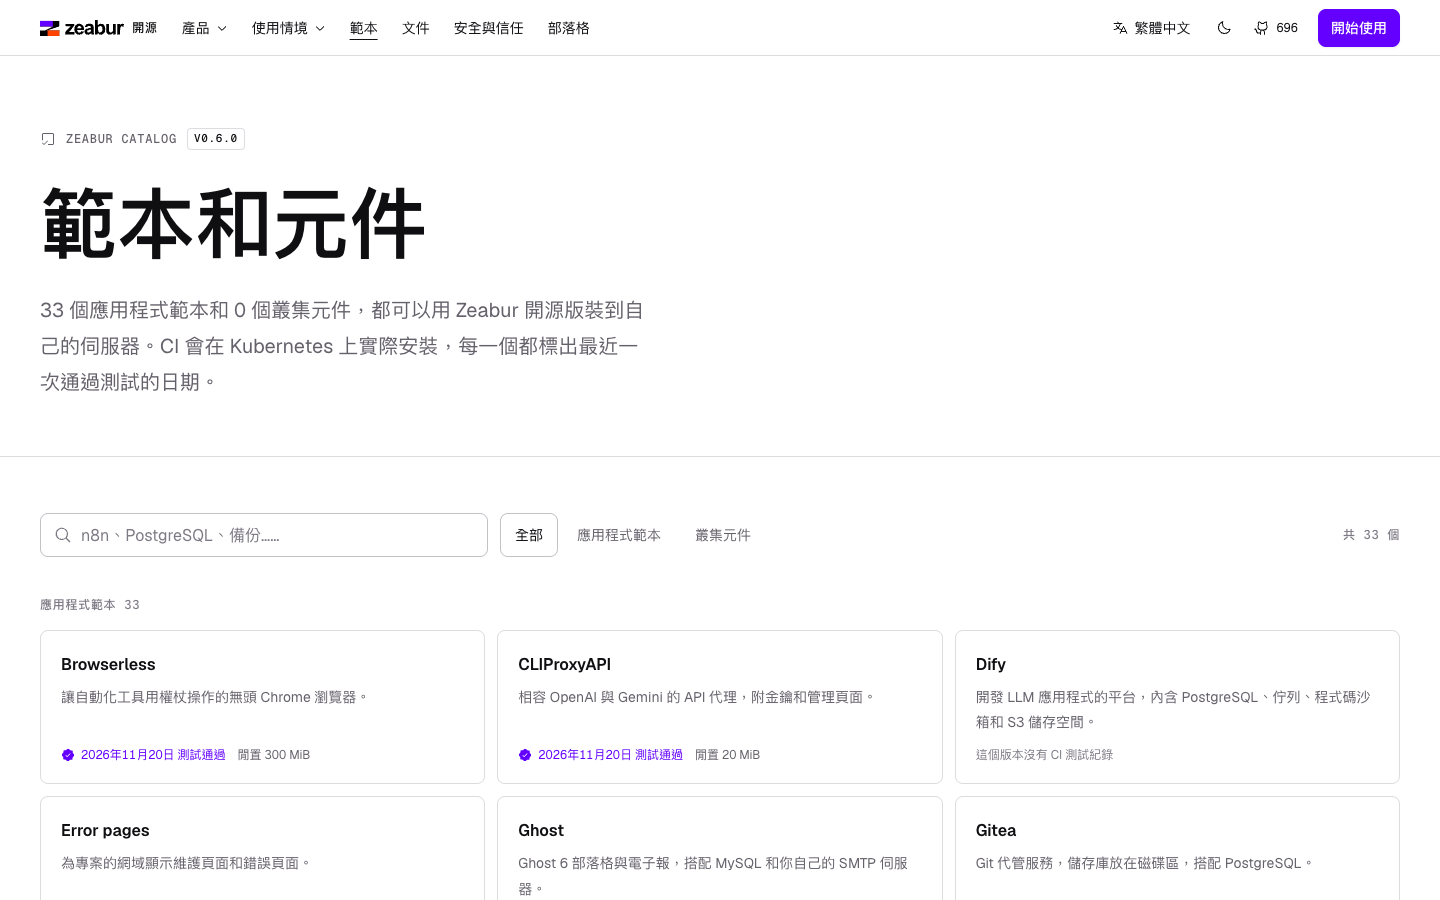 zeabur 開源 產品 使用情境 範本 文件 安全與信任 部落格 繁體中文 696 開始使用
ZEABUR CATALOG V0.6.0
範本和元件
33 個應用程式範本和 0 個叢集元件，都可以用 Zeabur 開源版裝到自
己的伺服器。CI 會在 Kubernetes 上實際安裝，每一個都標出最近一
次通過測試的日期。
n8n、PostgreSQL、備份…… 全部 應用程式範本 叢集元件 共 33 個
應用程式範本 33
Browserless
讓自動化工具用權杖操作的無頭 Chrome 瀏覽器。
2026年11月20日 測試通過 閒置 300 MiB
CLIProxyAPI
相容 OpenAI 與 Gemini 的 API 代理，附金鑰和管理頁面。
2026年11月20日 測試通過 閒置 20 MiB
Dify
開發 LLM 應用程式的平台，內含 PostgreSQL、佇列、程式碼沙
箱和 S3 儲存空間。
這個版本沒有 CI 測試紀錄
Error pages
為專案的網域顯示維護頁面和錯誤頁面。
Ghost
Ghost 6 部落格與電子報，搭配 MySQL 和你自己的 SMTP 伺服
器。
Gitea
Git 代管服務，儲存庫放在磁碟區，搭配 PostgreSQL。